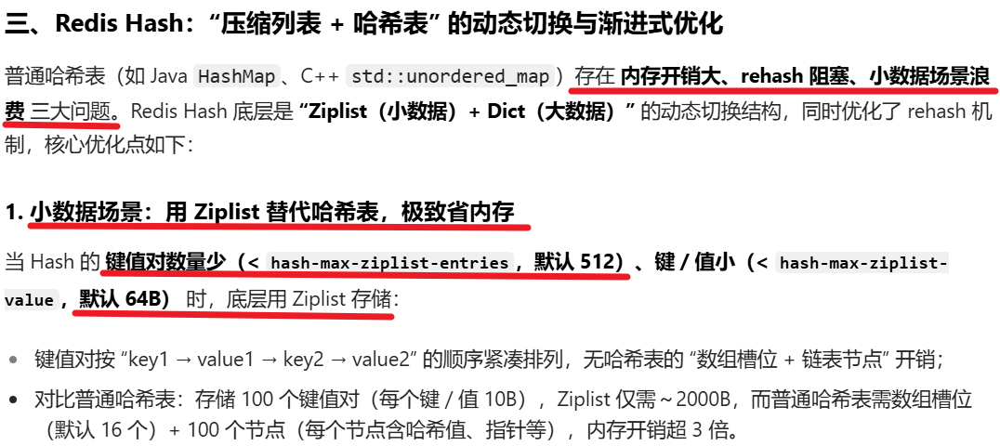 三、Redis Hash：“压缩列表 + 哈希表” 的动态切换与渐进式优化
普通哈希表（如 Java HashMap、C++ std::unordered_map）存在 内存开销大、rehash 阻塞、小数据场景浪
费 三大问题。Redis Hash 底层是 “Ziplist（小数据）+ Dict（大数据）” 的动态切换结构，同时优化了 rehash 机
制，核心优化点如下：
1. 小数据场景：用 Ziplist 替代哈希表，极致省内存
当 Hash 的 键值对数量少（< hash-max-ziplist-entries，默认 512）、键 / 值小（< hash-max-ziplist-
value，默认 64B） 时，底层用 Ziplist 存储：
• 键值对按 “key1 → value1 → key2 → value2” 的顺序紧凑排列，无哈希表的 “数组槽位 + 链表节点” 开销；
• 对比普通哈希表：存储 100 个键值对（每个键 / 值 10B），Ziplist 仅需～2000B，而普通哈希表需数组槽位
（默认 16 个）+ 100 个节点（每个节点含哈希值、指针等），内存开销超 3 倍。